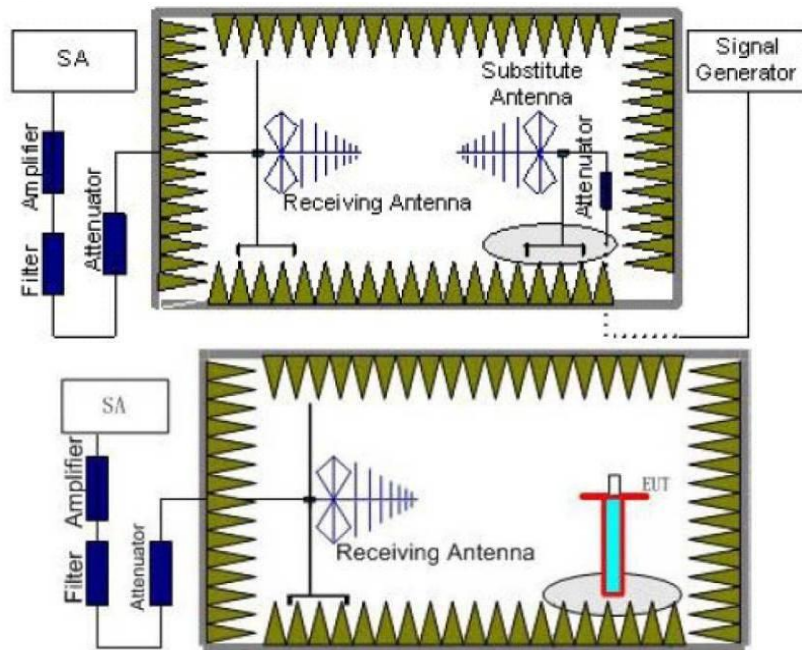 SA
Signal
Generator
Substitute
Antenna
Amplifier
Attenuator
Attenuator
Receiving Antenna
Filter
SA
Amplifier
EUT
Receiving Antenna
Filter
Attenuator